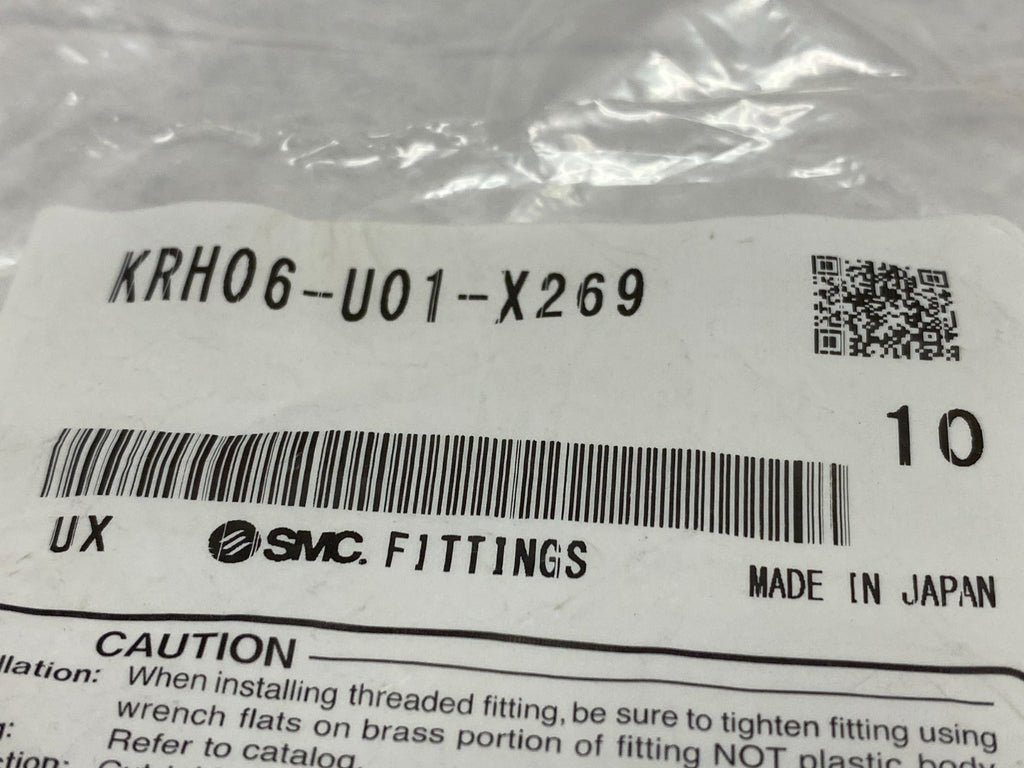 KRH06-U01-X269
10
UX SMC. FITTINGS
MADE IN JAPAN
CAUTION
llation: When installing threaded fitting, be sure to tighten fitting using
wrench flats on brass portion of fitting NOT plastic body.
Refer to catalog.
ction: